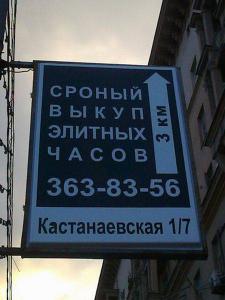 СРОНЫЙ
ВЫКУП
ЭЛИТНЫХ
ЧАСОВ
3 км
363-83-56
Кастанаевская 1/7